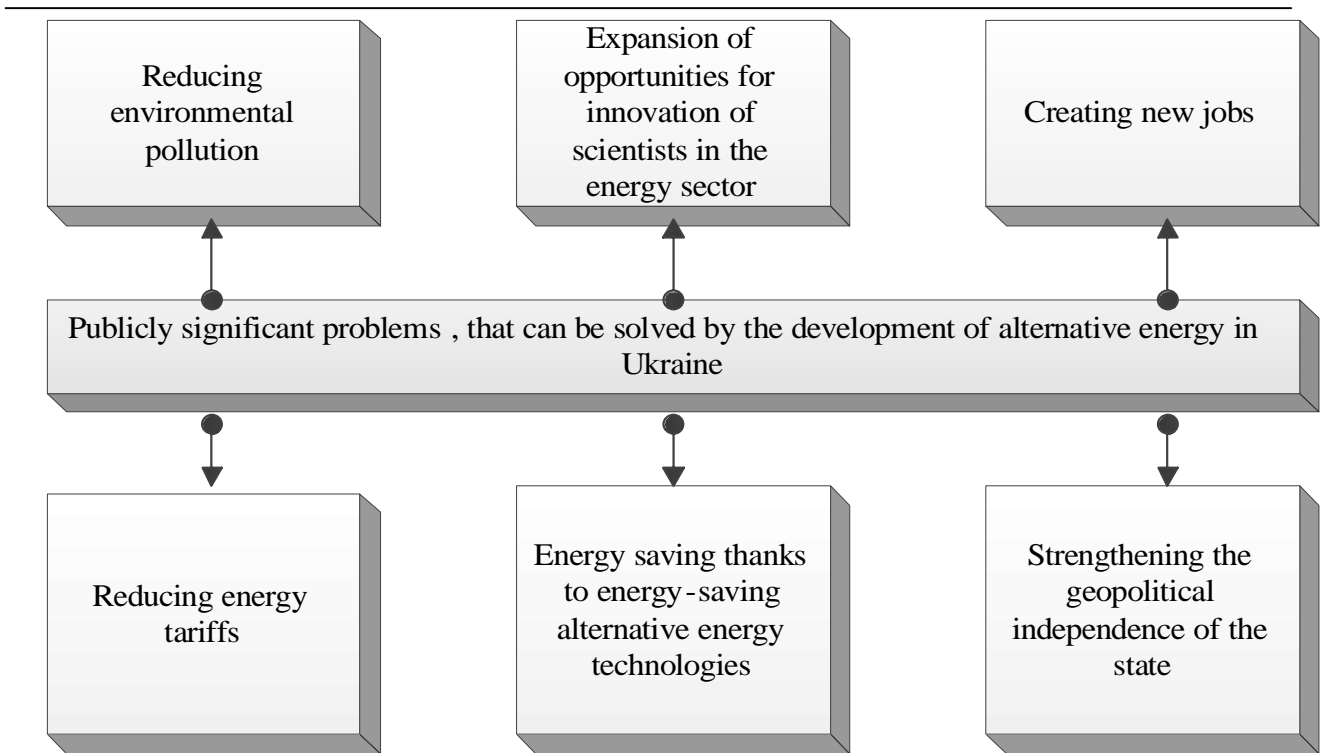 Reducing
environmental
pollution
Expansion of
opportunities for
innovation of
scientists in the
energy sector
Creating new jobs
Publicly significant problems , that can be solved by the development of alternative energy in
Ukraine
Reducing energy
tariffs
Energy saving thanks
to energy-saving
alternative energy
technologies
Strengthening the
geopolitical
independence of the
state